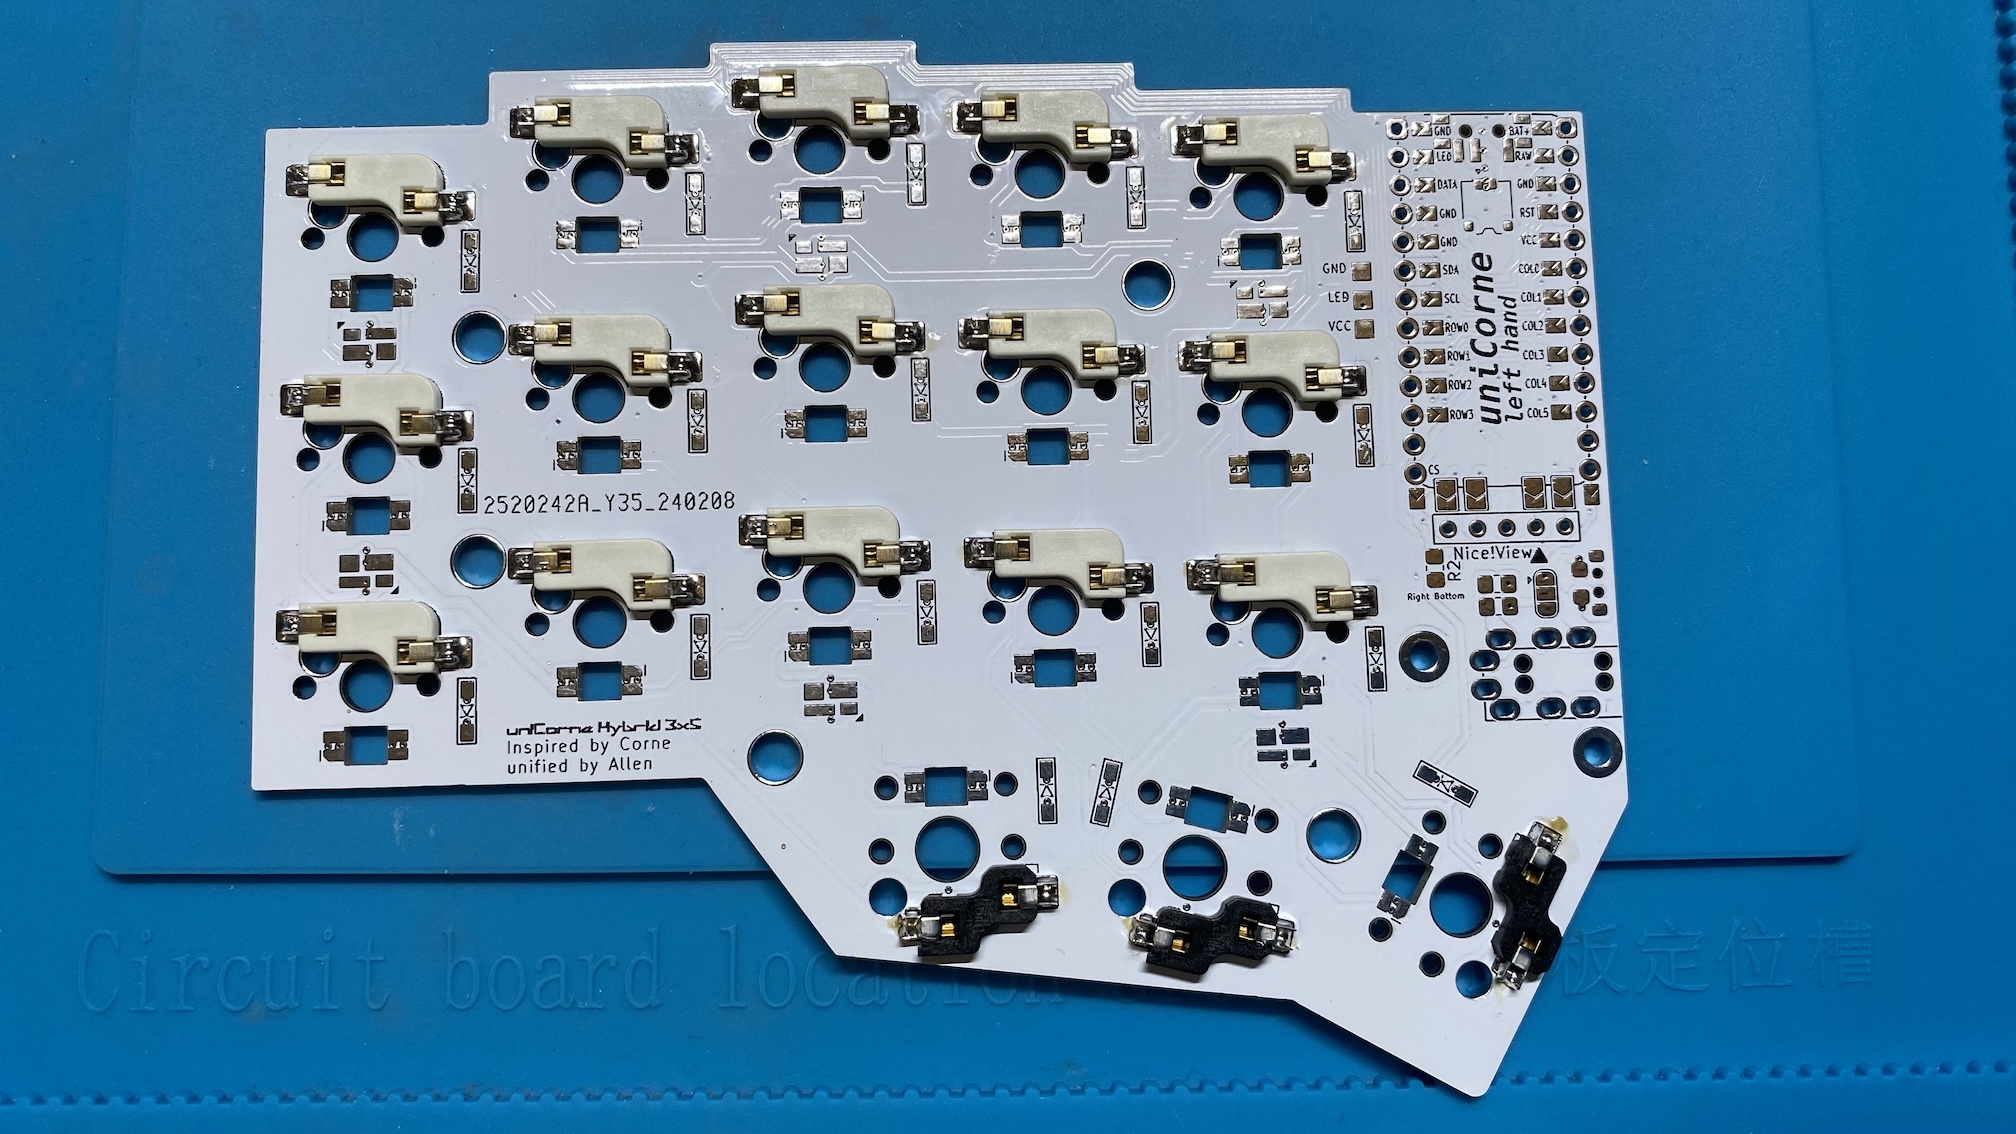 GND
BAT+
LED
RAW
DATA
GND
GND
RST
GND
VCC
SDA
COL0
SCL
COL1
ROW0
COL2
ROW1
COL3
ROW2
COL4
ROW3
COL5
uniCorne
left hand
GND
LED
VCC
CS
Nice!View
R2
Right Bottom
2520242A_Y35_240208
uniCorne Hybrid 3x5
Inspired by Corne
unified by Allen
Circuit board location
板定位槽